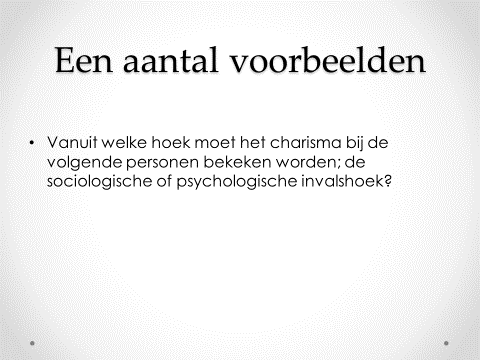 Een aantal voorbeelden
• Vanuit welke hoek moet het charisma bij de
volgende personen bekeken worden; de
sociologische of psychologische invalshoek?